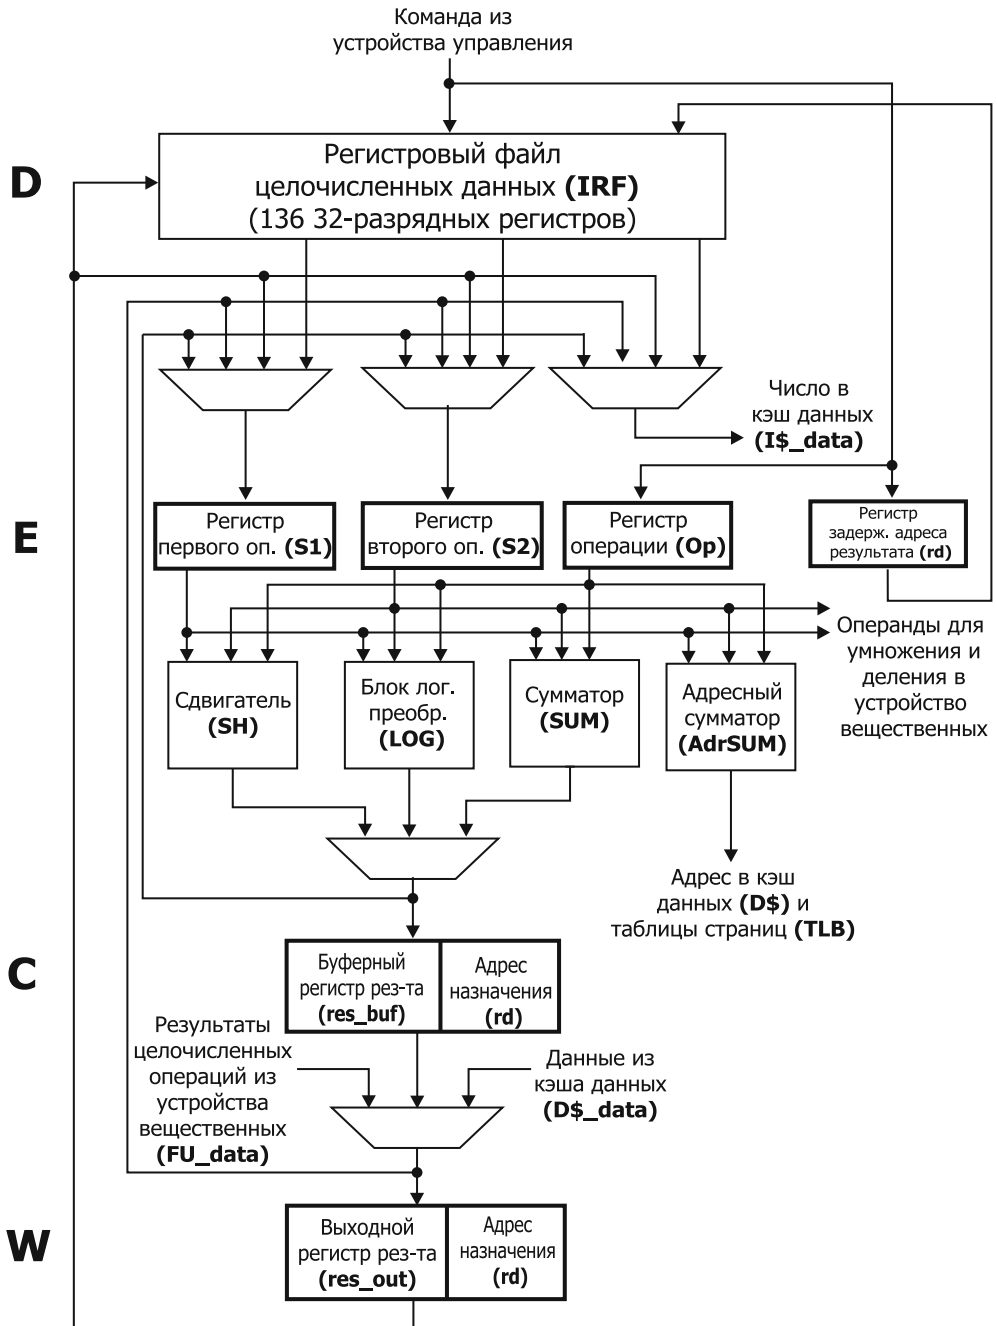 Команда из
устройства управления
D
Регистровый файл
целочисленных данных (IRF)
(136 32-разрядных регистров)
Число в
кэш данных
(I$_data)
E
Регистр
первого оп. (S1)
Регистр
второго оп. (S2)
Регистр
операции (Op)
Регистр
задерж. адреса
результата (rd)
Операнды для
умножения и
деления в
устройство
вещественных
Сдвигатель
(SH)
Блок лог.
преобр.
(LOG)
Сумматор
(SUM)
Адресный
сумматор
(AdrSUM)
Адрес в кэш
данных (D$) и
таблицы страниц (TLB)
C
Буферный
регистр рез-та
(res_buf)
Адрес
назначения
(rd)
Результаты
целочисленных
операций из
устройства
вещественных
(FU_data)
Данные из
кэша данных
(D$_data)
W
Выходной
регистр рез-та
(res_out)
Адрес
назначения
(rd)